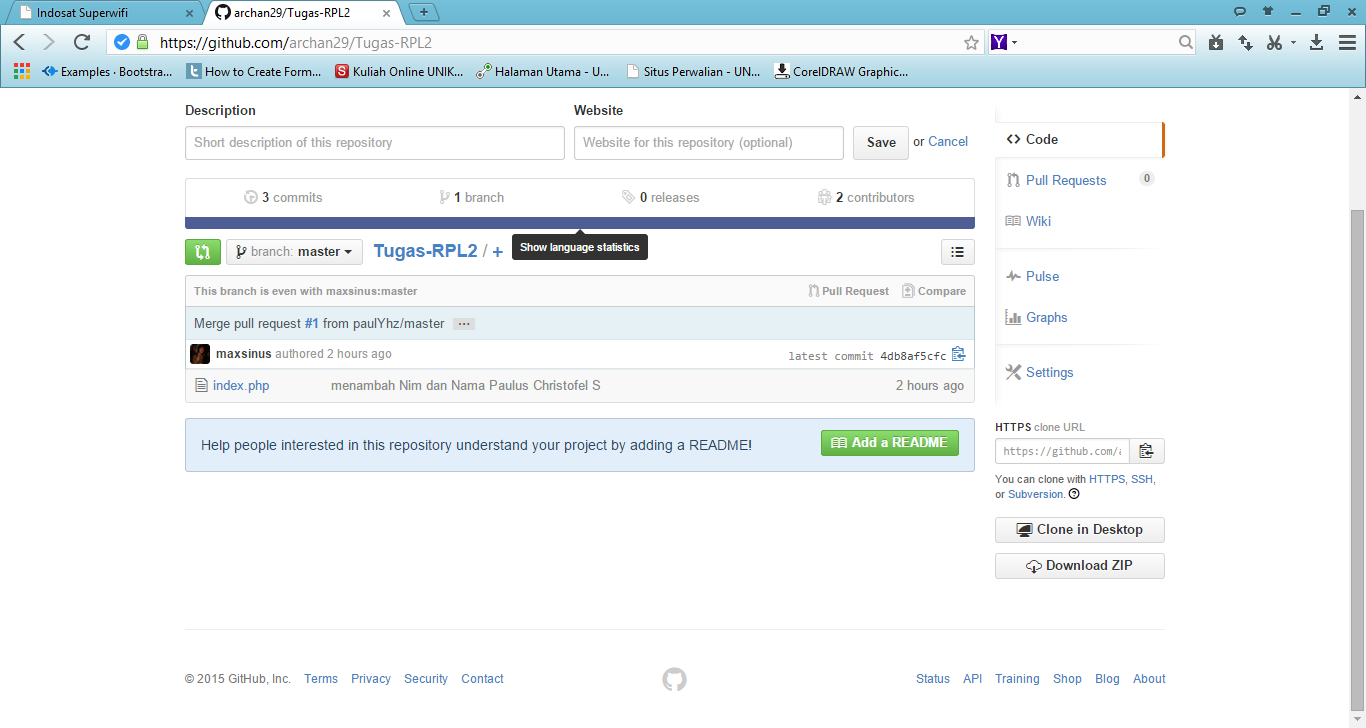 Indosat Superwifi
archan29/Tugas-RPL2
https://github.com/archan29/Tugas-RPL2
Examples · Bootstra...
How to Create Form...
Kuliah Online UNIK...
Halaman Utama - U...
Situs Perwalian - UN...
CorelDRAW Graphic...
Description
Website
Short description of this repository
Website for this repository (optional)
Save
or Cancel
3 commits
1 branch
0 releases
2 contributors
Show language statistics
branch: master
Tugas-RPL2 / +
This branch is even with maxsinus:master
Pull Request
Compare
Merge pull request #1 from paulYhz/master ...
maxsinus authored 2 hours ago
latest commit 4db8af5cfc
index.php
menambah Nim dan Nama Paulus Christofel S
2 hours ago
Help people interested in this repository understand your project by adding a README!
Add a README
Code
Pull Requests 0
Wiki
Pulse
Graphs
Settings
HTTPS clone URL
https://github.com/a
You can clone with HTTPS, SSH,
or Subversion.
Clone in Desktop
Download ZIP
© 2015 GitHub, Inc.
Terms
Privacy
Security
Contact
Status
API
Training
Shop
Blog
About